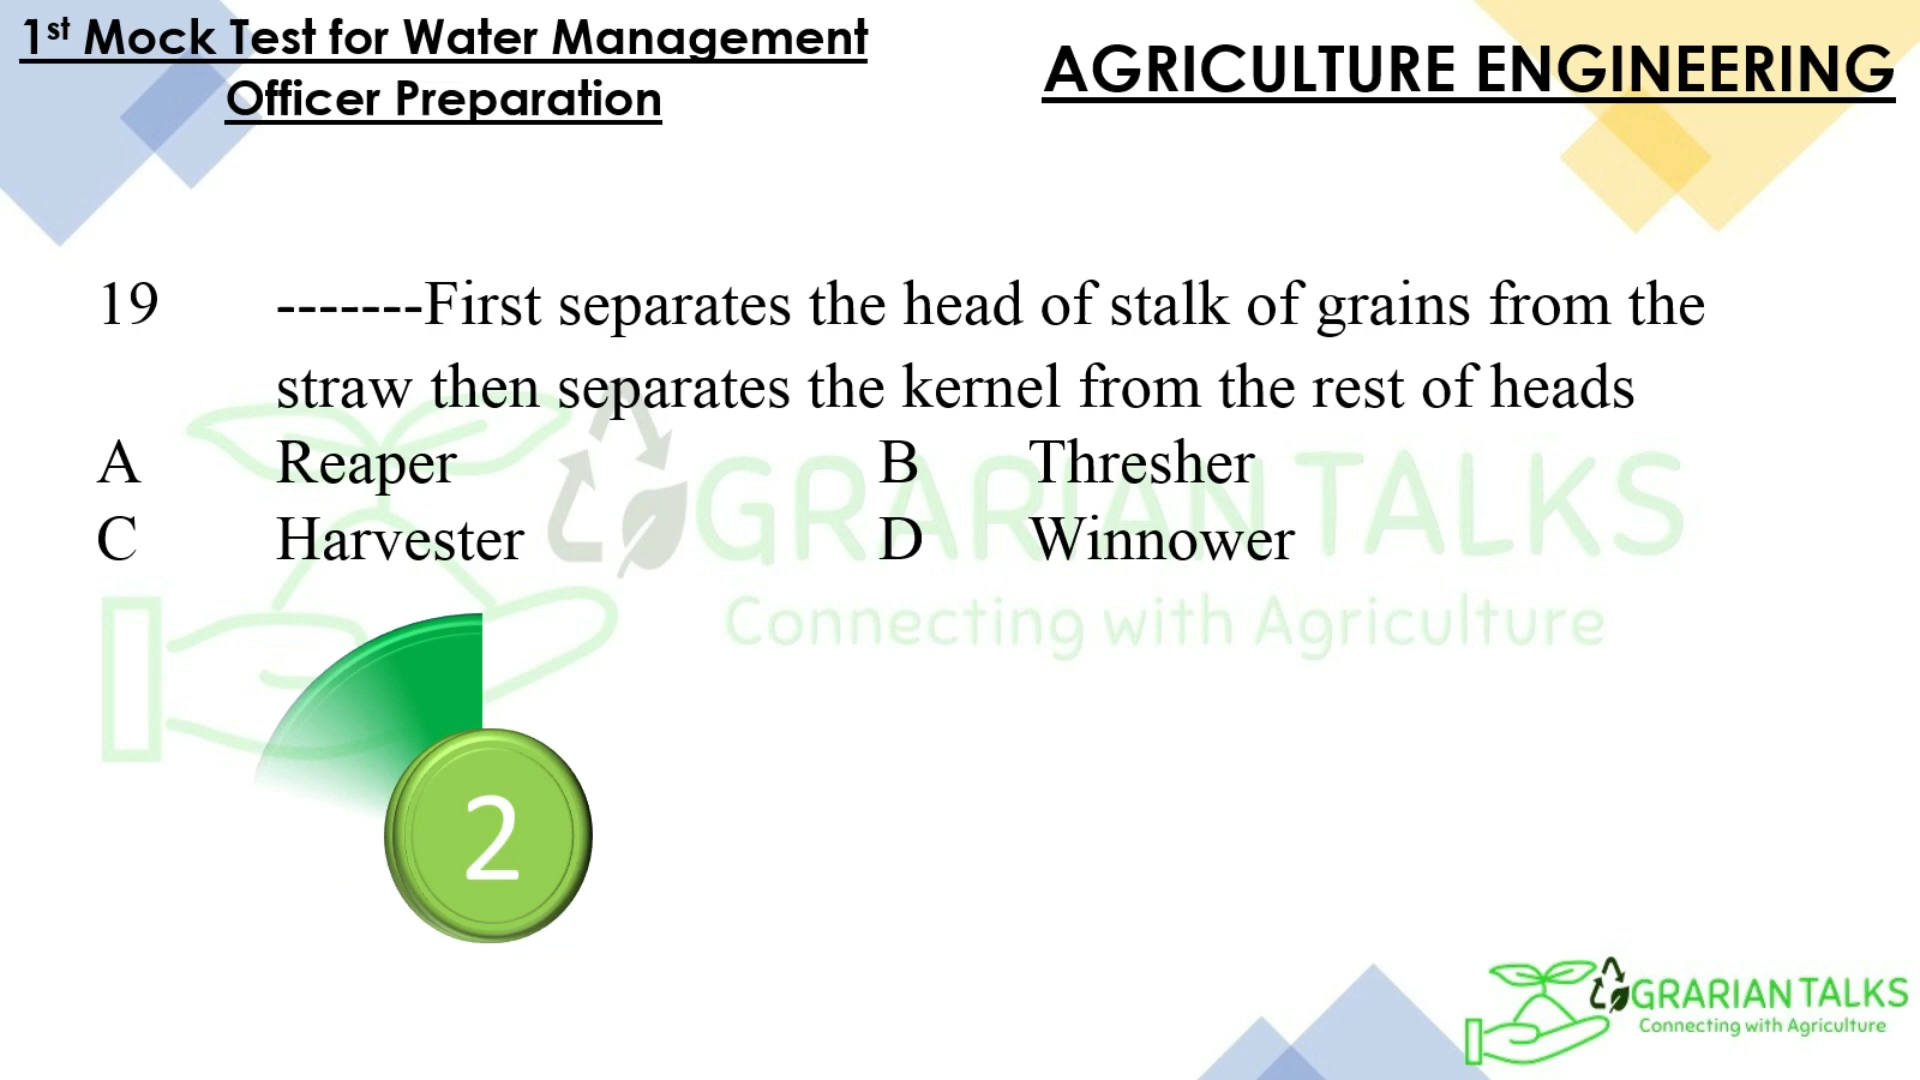 1st Mock Test for Water Management
Officer Preparation
AGRICULTURE ENGINEERING
19 -------First separates the head of stalk of grains from the
straw then separates the kernel from the rest of heads
A Reaper B Thresher
C Harvester D Winnower
GRARIAN TALKS
Connecting with Agriculture
2
GRARIAN TALKS
Connecting with Agriculture